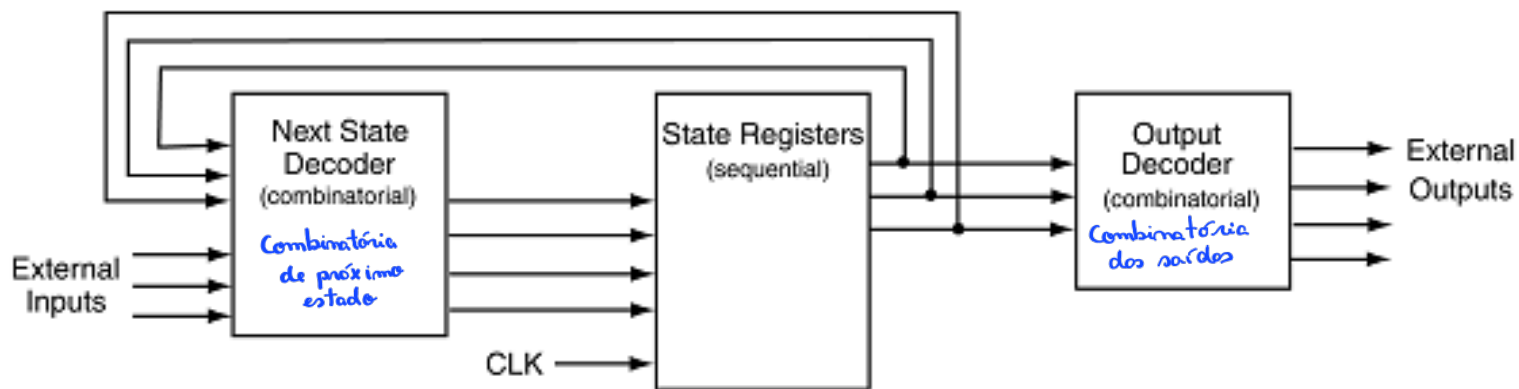 Next State
Decoder
(combinatorial)
Combinatória
de próximo
estado
External
Inputs
State Registers
(sequential)
CLK
Output
Decoder
(combinatorial)
Combinatória
das saídas
External
Outputs